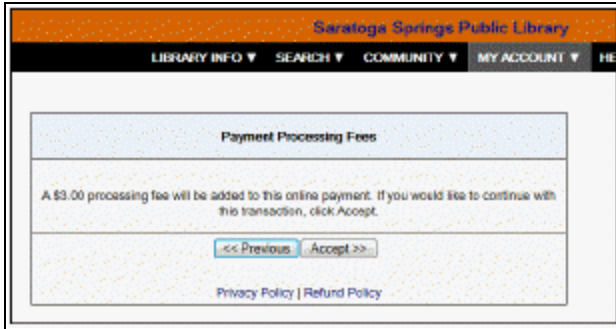 Saratoga Springs Public Library
LIBRARY INFO ▼ SEARCH ▼ COMMUNITY ▼ MY ACCOUNT ▼ HE
Payment Processing Fees
A $3.00 processing fee will be added to this online payment. If you would like to continue with
this transaction, click Accept.
<< Previous Accept >>
Privacy Policy | Refund Policy